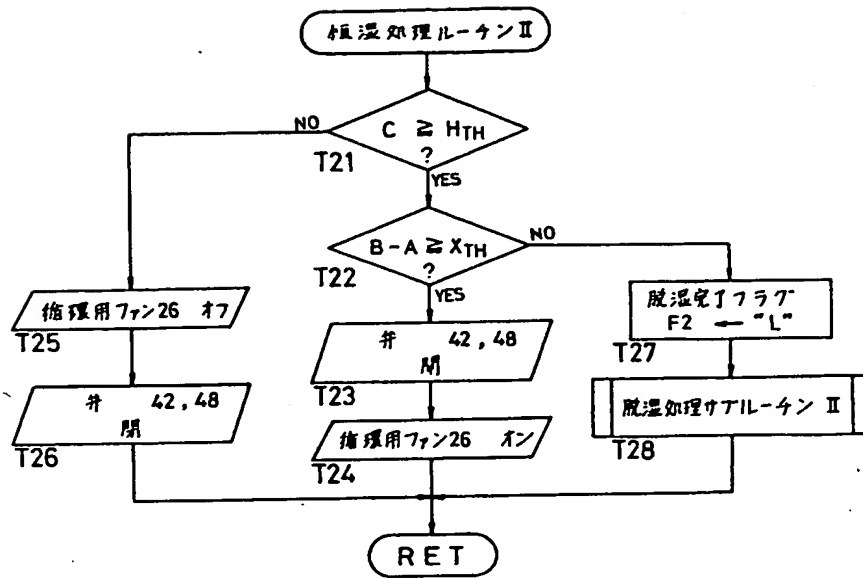 恒湿処理ルーチンⅡ
C ≧ HTH
?
NO
T21
YES
B-A ≧ XTH
?
NO
T22
YES
循環用ファン26 オフ
T25
弁 42,48
開
T23
脱湿完了フラグ
F2 ← "L"
T27
弁 42,48
閉
T26
循環用ファン26 オン
T24
脱湿処理サブルーチン Ⅱ
T28
RET